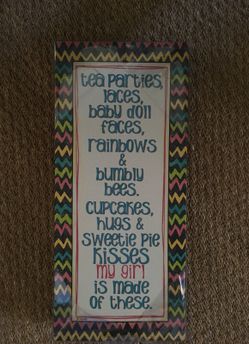 tea parties,
laces,
baby doll
faces,
rainbows
&
bumbly
bees.
cupcakes,
hugs &
sweetie pie
kisses
my girl
is made
of these.